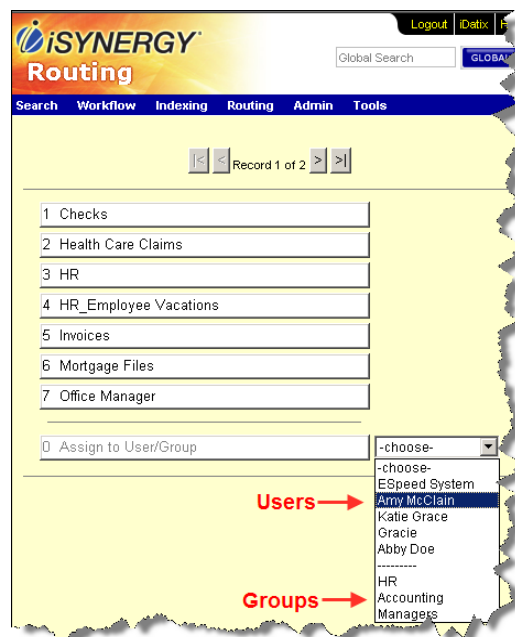 iSYNERGY
Routing
Logout iDatix
Global Search GLOBAL
Search Workflow Indexing Routing Admin Tools
|< < Record 1 of 2 > >|
1 Checks
2 Health Care Claims
3 HR
4 HR_Employee Vacations
5 Invoices
6 Mortgage Files
7 Office Manager
0 Assign to User/Group -choose-
-choose-
ESpeed System
Users Amy McClain
Katie Grace
Gracie
Abby Doe
---------
HR
Groups Accounting
Managers